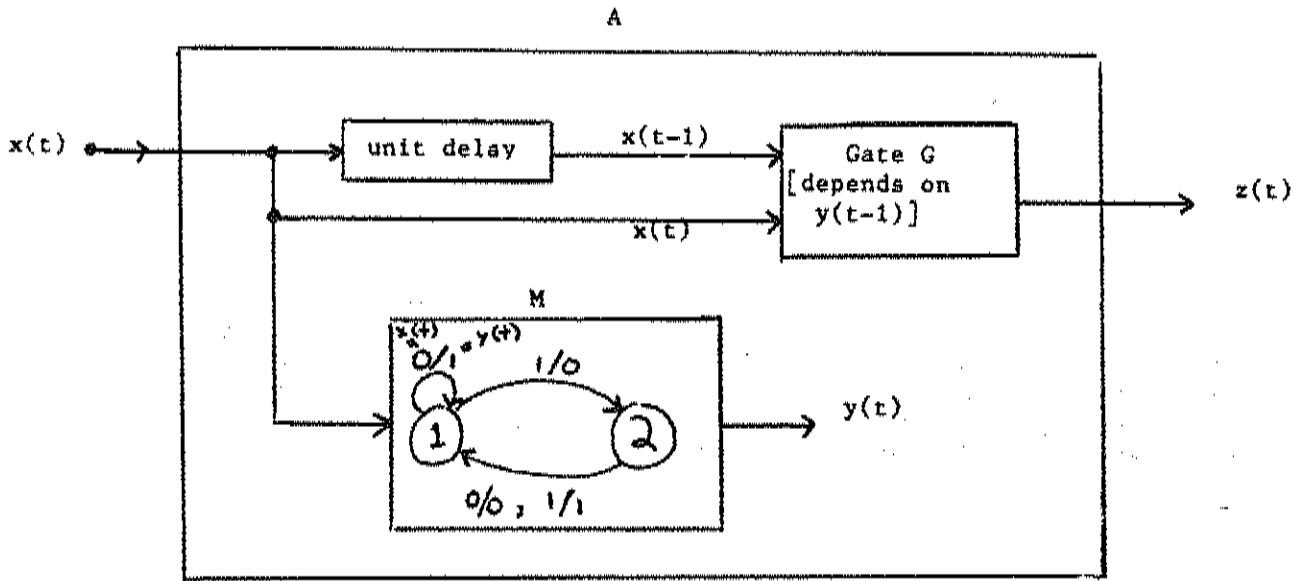 A
x(t)
unit delay
x(t-1)
Gate G
[depends on
y(t-1)]
z(t)
x(t)
M
x(t)
=
0/1 = y(t)
1/0
1
2
y(t)
0/0 , 1/1